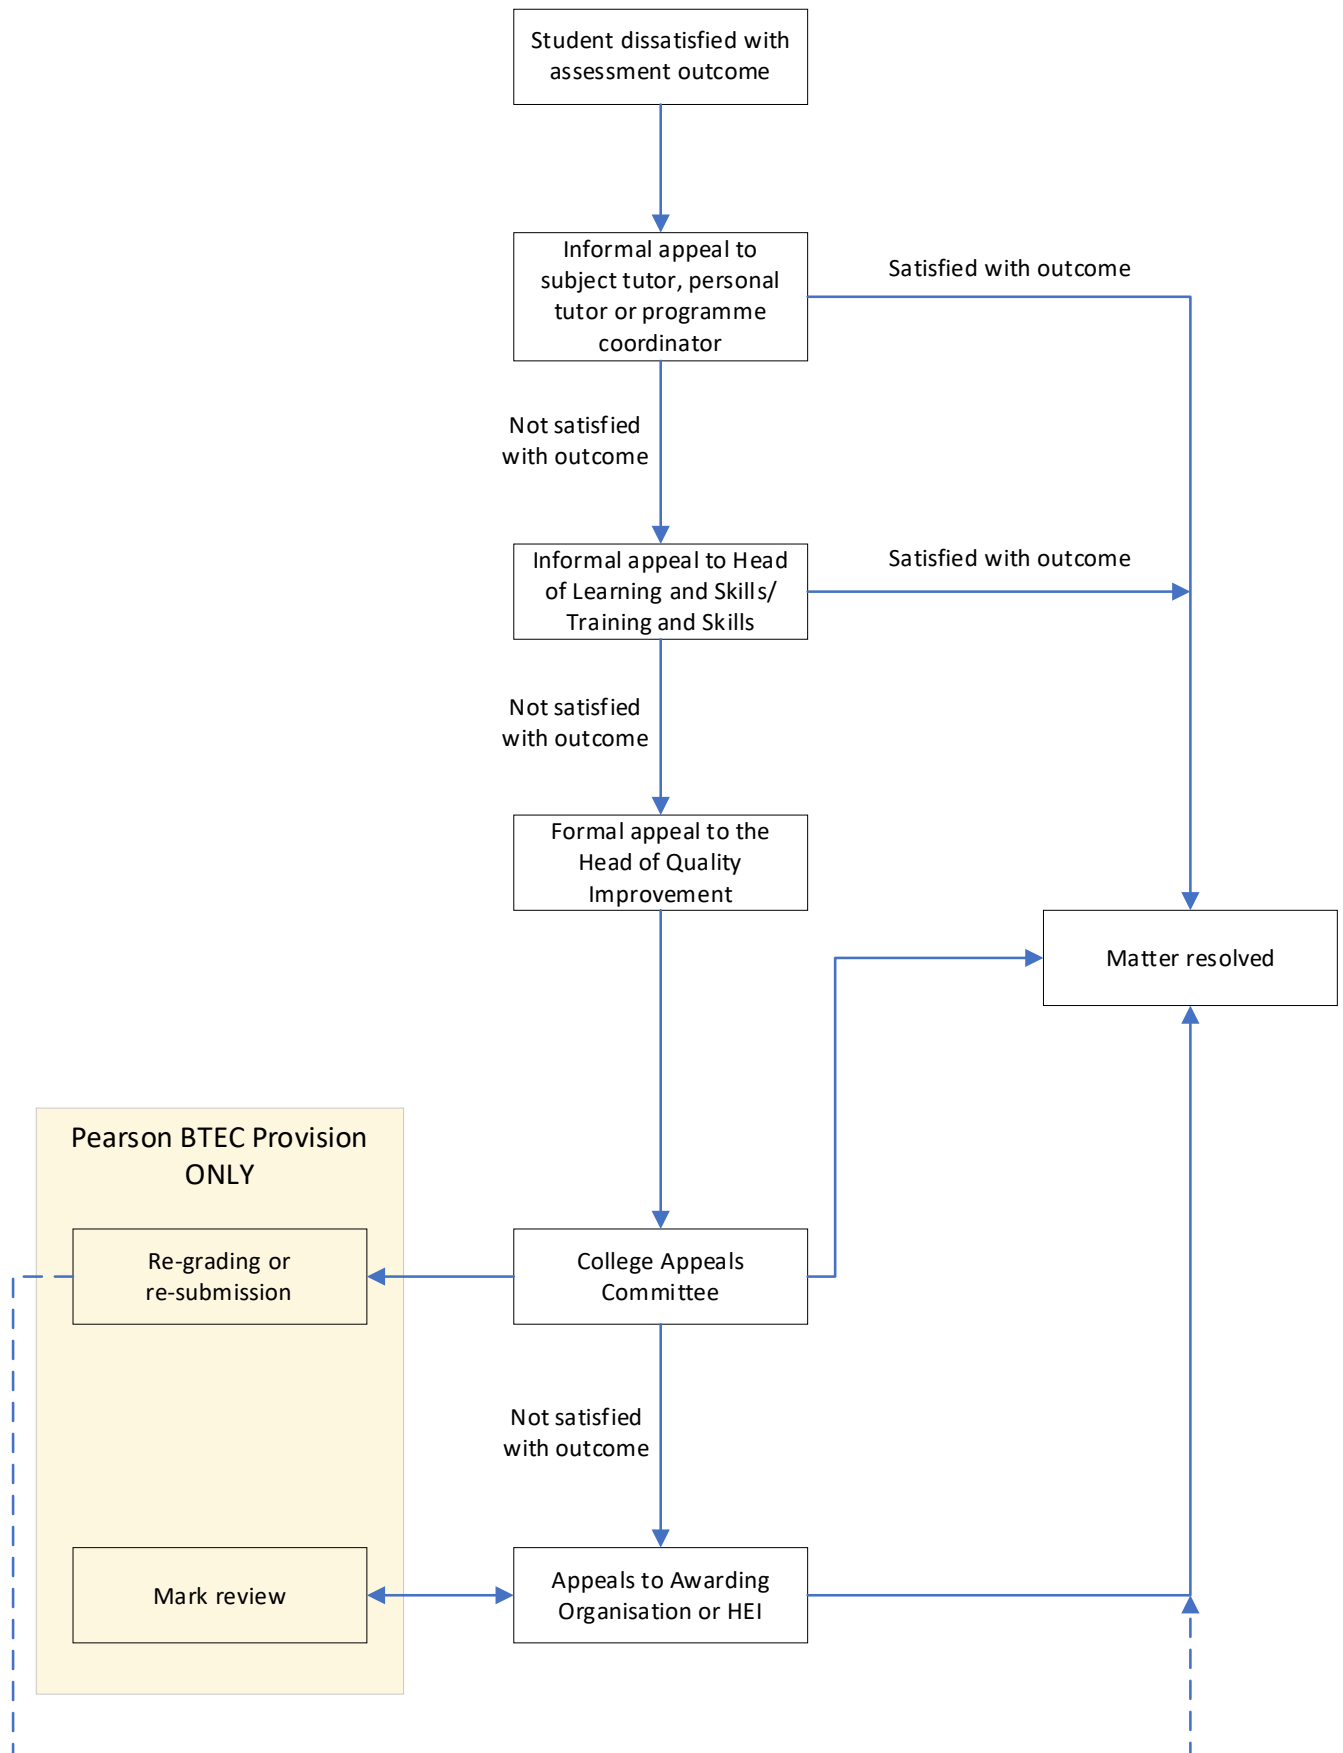 Student dissatisfied with
assessment outcome
Informal appeal to
subject tutor, personal
tutor or programme
coordinator
Satisfied with outcome
Not satisfied
with outcome
Informal appeal to Head
of Learning and Skills/
Training and Skills
Satisfied with outcome
Not satisfied
with outcome
Formal appeal to the
Head of Quality
Improvement
Matter resolved
Pearson BTEC Provision
ONLY
Re-grading or
re-submission
College Appeals
Committee
Not satisfied
with outcome
Mark review
Appeals to Awarding
Organisation or HEI